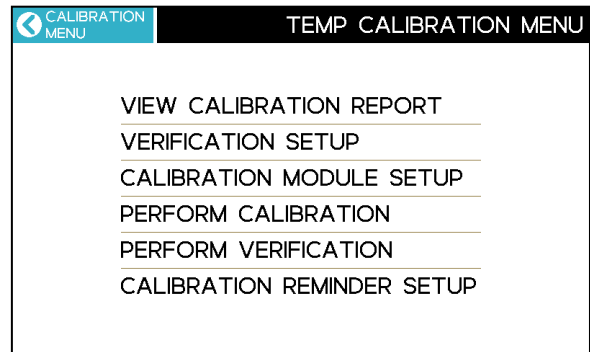 CALIBRATION
MENU
TEMP CALIBRATION MENU
VIEW CALIBRATION REPORT
VERIFICATION SETUP
CALIBRATION MODULE SETUP
PERFORM CALIBRATION
PERFORM VERIFICATION
CALIBRATION REMINDER SETUP